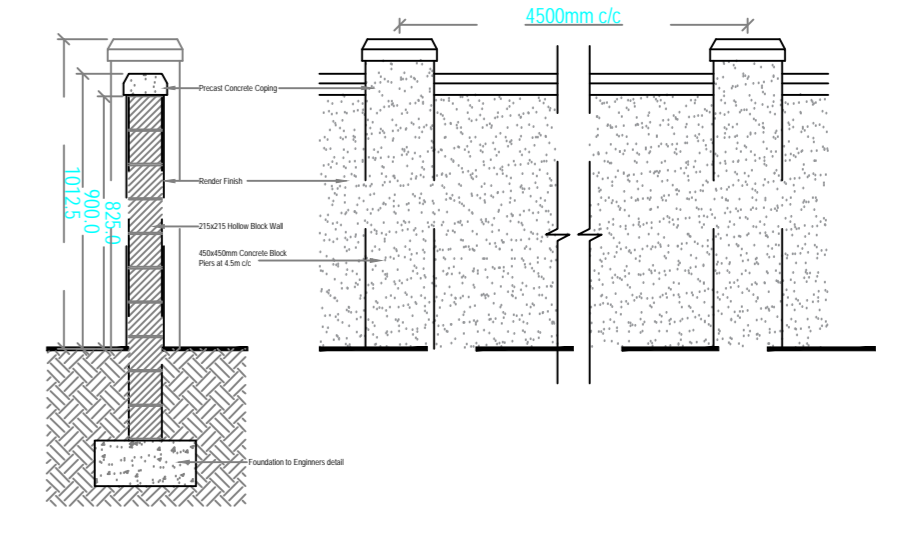 4500mm c/c
Precast Concrete Coping
Render Finish
1012.5
900.0
825.0
215x215 Hollow Block Wall
450x450mm Concrete Block
Piers at 4.5m c/c
Foundation to Enginners detail